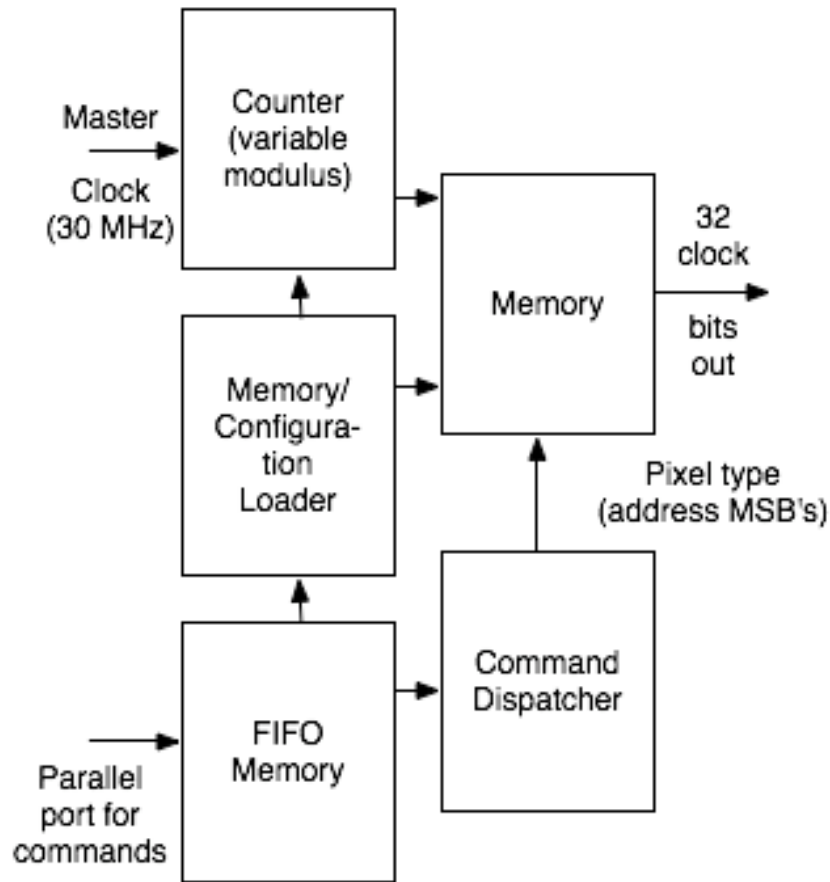 Counter
(variable
modulus)
Master
Clock
(30 MHz)
Memory
32
clock
bits
out
Memory/
Configura-
tion
Loader
Pixel type
(address MSB's)
Command
Dispatcher
FIFO
Memory
Parallel
port for
commands